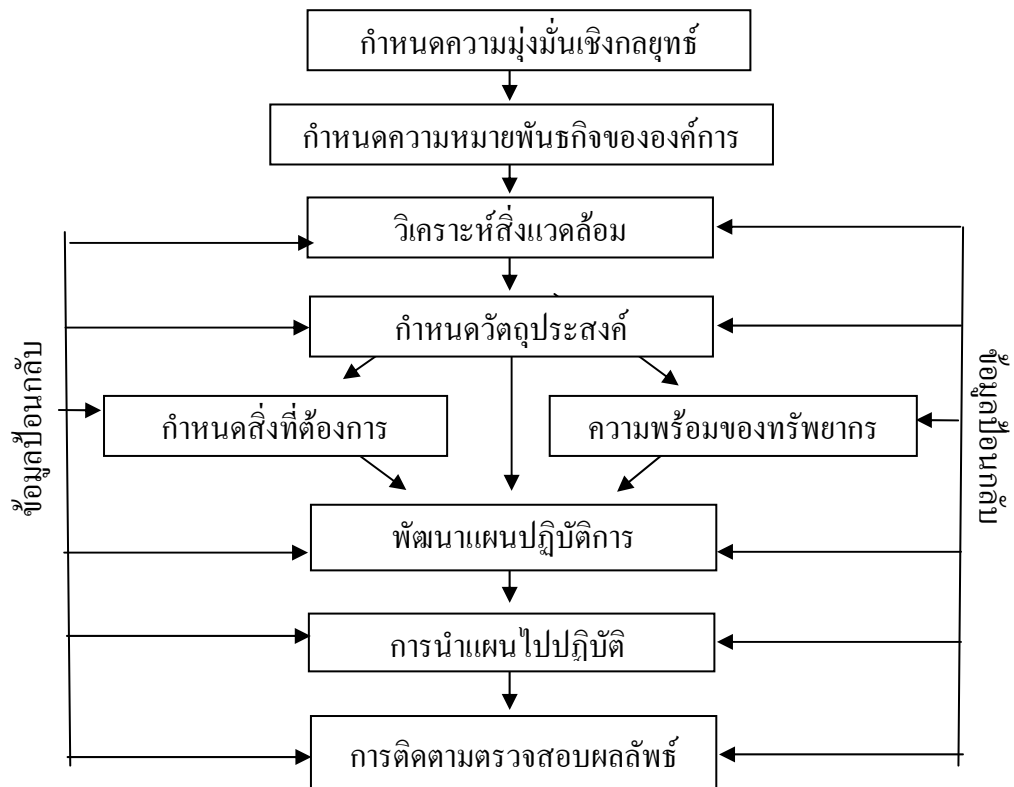 กำหนดความมุ่งมั่นเชิงกลยุทธ์
กำหนดความหมายพันธกิจขององค์การ
วิเคราะห์สิ่งแวดล้อม
กำหนดวัตถุประสงค์
ข้อมูลป้อนกลับ
กำหนดสิ่งที่ต้องการ
ความพร้อมของทรัพยากร
ข้อมูลป้อนกลับ
พัฒนาแผนปฏิบัติการ
การนำแผนไปปฏิบัติ
การติดตามตรวจสอบผลลัพธ์